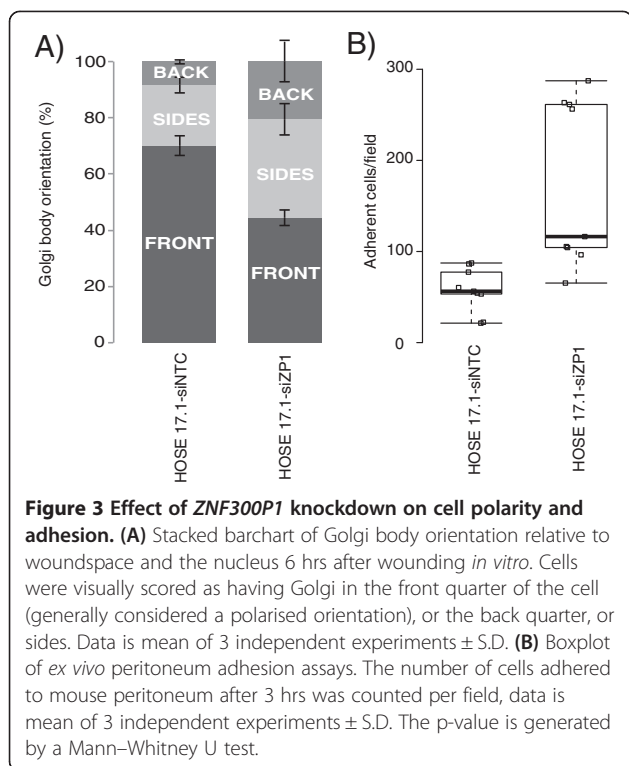 A)
B)
100
80
60
40
20
0
Golgi body orientation (%)
BACK
SIDES
FRONT
BACK
SIDES
FRONT
HOSE 17.1-siNTC
HOSE 17.1-siZP1
300
200
100
0
Adherent cells/field
HOSE 17.1-siNTC
HOSE 17.1-siZP1
Figure 3 Effect of ZNF300P1 knockdown on cell polarity and
adhesion. (A) Stacked barchart of Golgi body orientation relative to
woundspace and the nucleus 6 hrs after wounding in vitro. Cells
were visually scored as having Golgi in the front quarter of the cell
(generally considered a polarised orientation), or the back quarter, or
sides. Data is mean of 3 independent experiments ± S.D. (B) Boxplot
of ex vivo peritoneum adhesion assays. The number of cells adhered
to mouse peritoneum after 3 hrs was counted per field, data is
mean of 3 independent experiments ± S.D. The p-value is generated
by a Mann–Whitney U test.